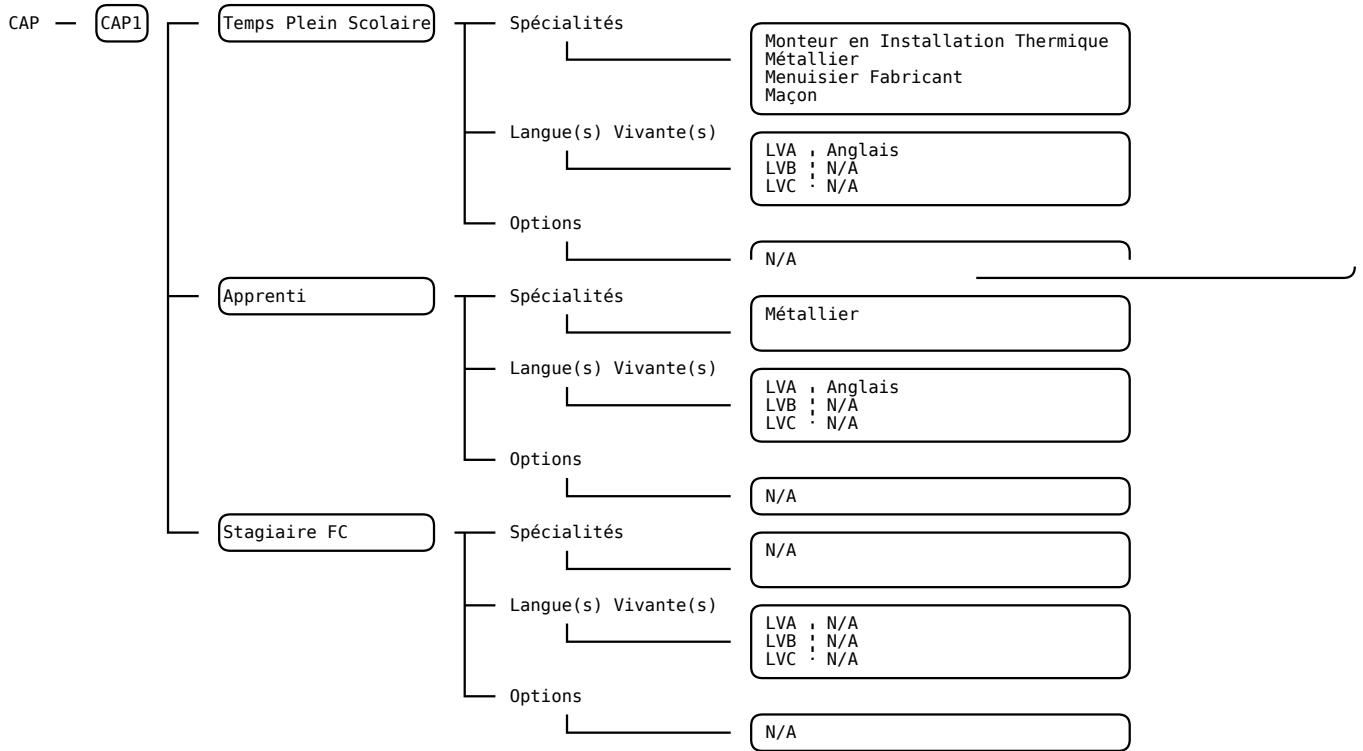 CAP
CAP1
Temps Plein Scolaire
Spécialités
Monteur en Installation Thermique
Métallier
Menuisier Fabricant
Maçon
Langue(s) Vivante(s)
LVA Anglais
LVB N/A
LVC N/A
Options
N/A
Apprenti
Spécialités
Métallier
Langue(s) Vivante(s)
LVA Anglais
LVB N/A
LVC N/A
Options
N/A
Stagiaire FC
Spécialités
N/A
Langue(s) Vivante(s)
LVA N/A
LVB N/A
LVC N/A
Options
N/A